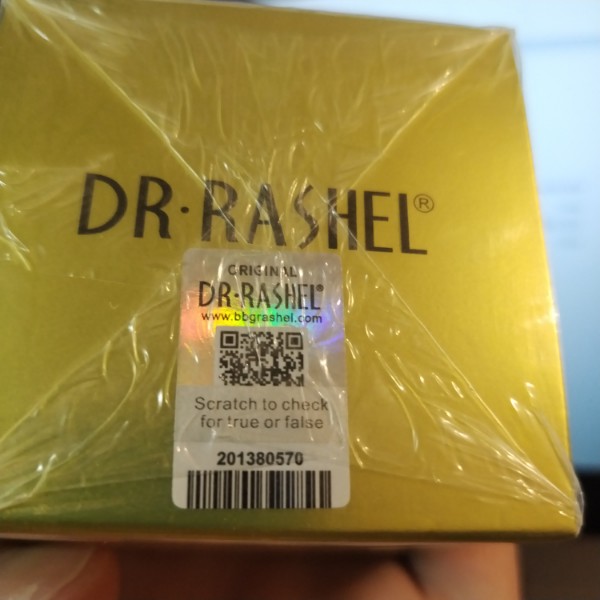 DR·RASHEL®
ORIGINAL
DR·RASHEL®
www.bbgrashel.com
Scratch to check
for true or false
201380570